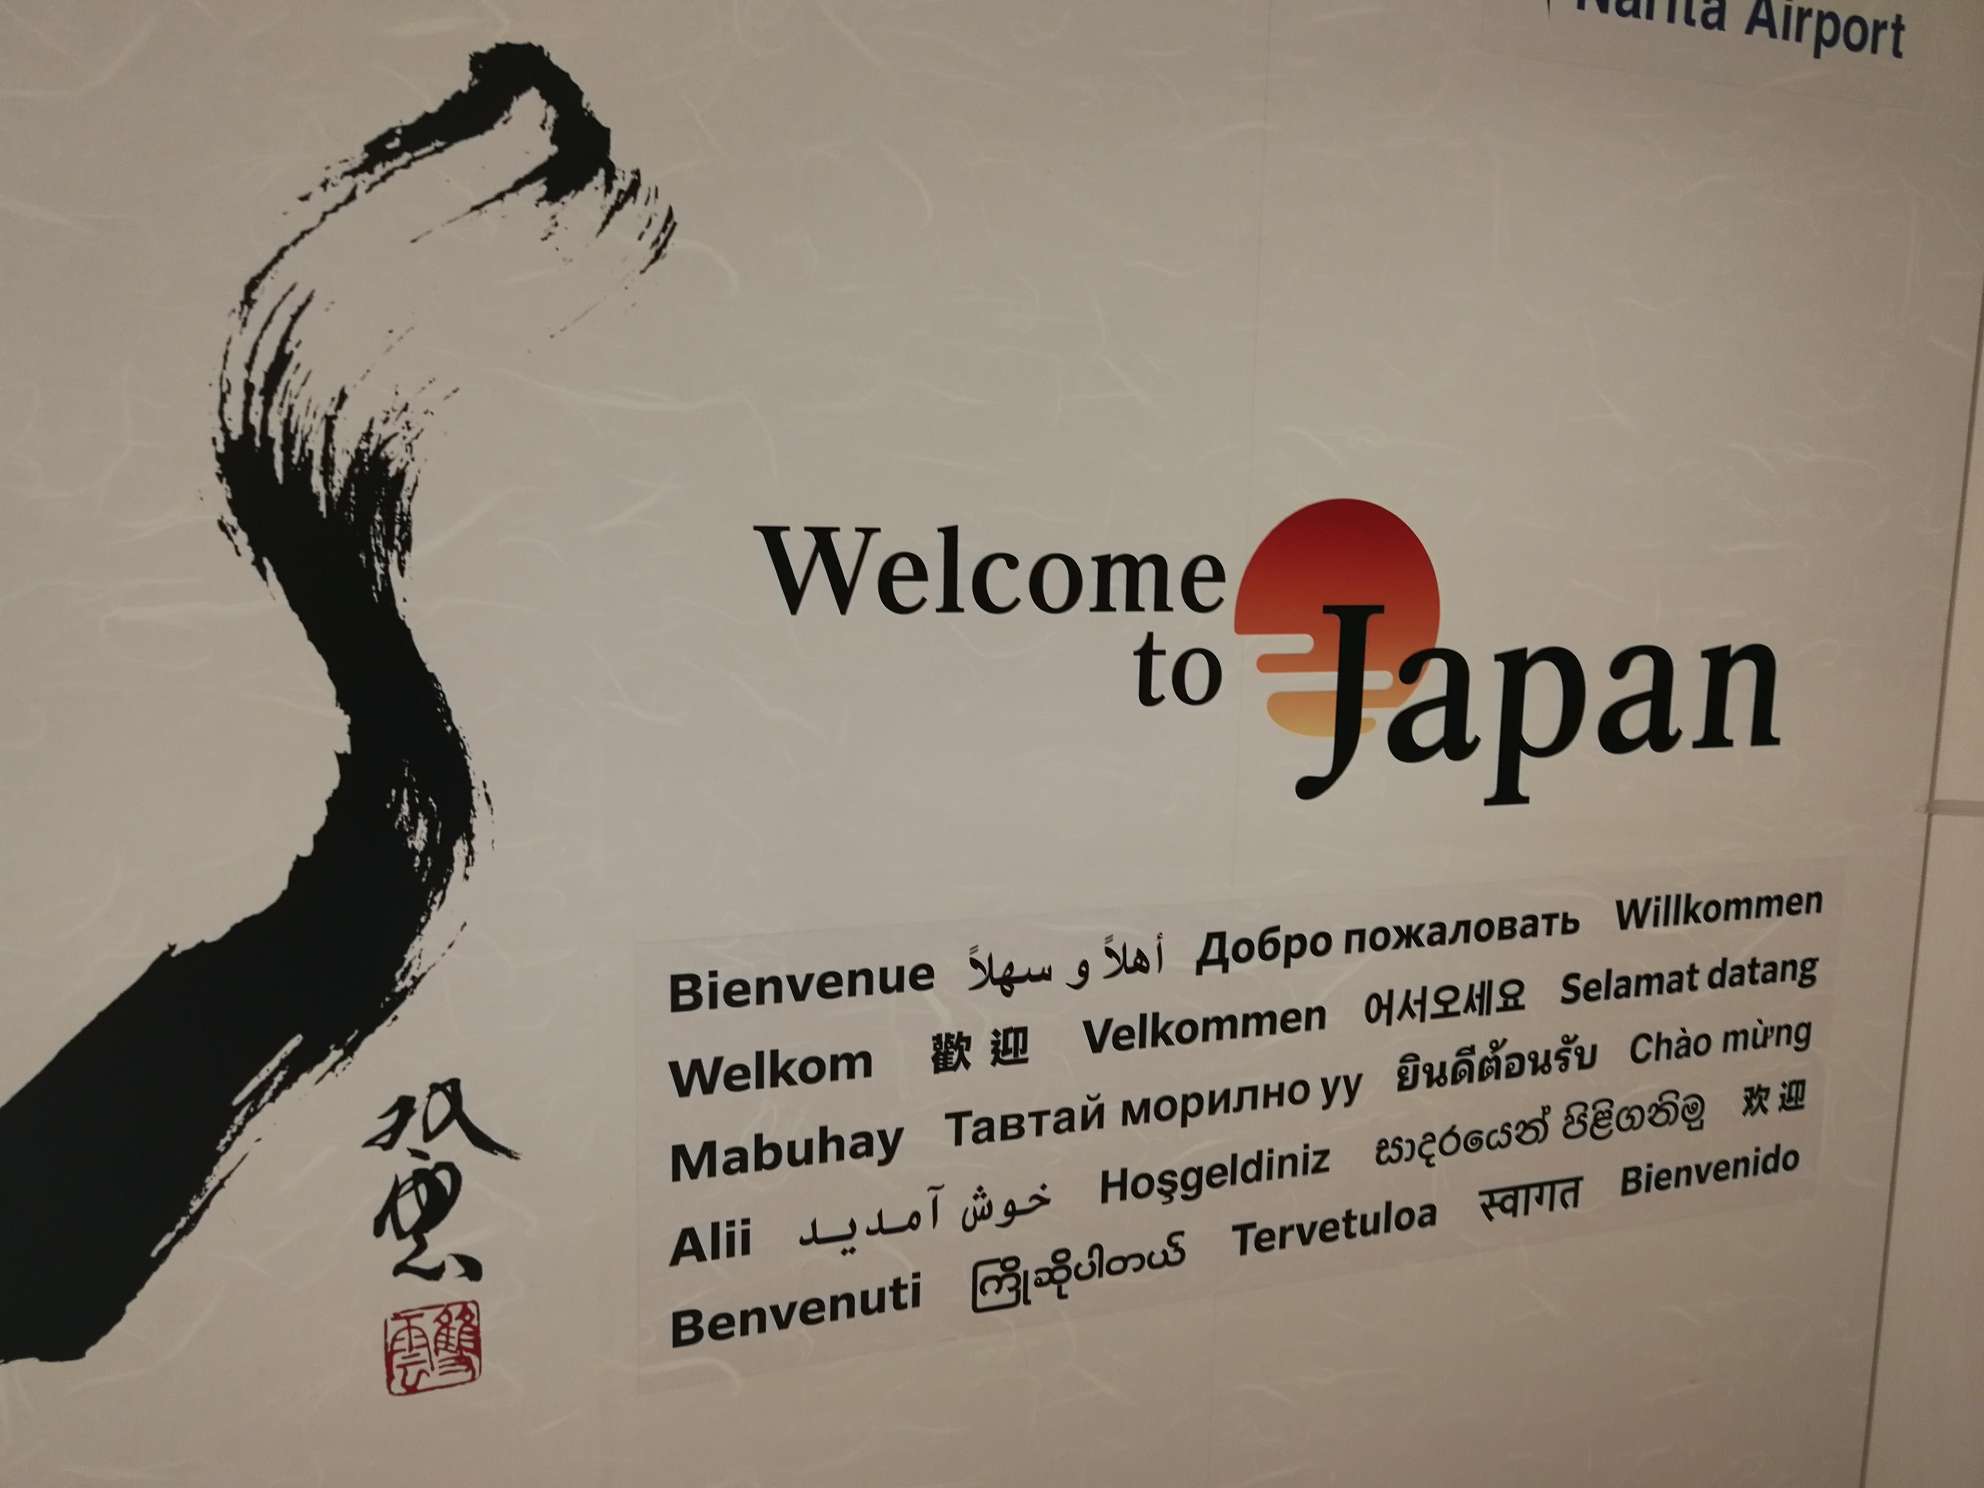 Narita Airport
Welcome
to
Japan
Bienvenue أهلاً و سهلاً Добро пожаловать Willkommen
Welkom 歡迎 Velkommen 어서오세요 Selamat datang
Mabuhay Тавтай морилно уу ยินดีต้อนรับ Chào mừng
Alii خوش آمدید Hoşgeldiniz සාදරයෙන් පිළිගනිමු 欢迎
Benvenuti ကြိုဆိုပါတယ် Tervetuloa स्वागत Bienvenido
雙雲